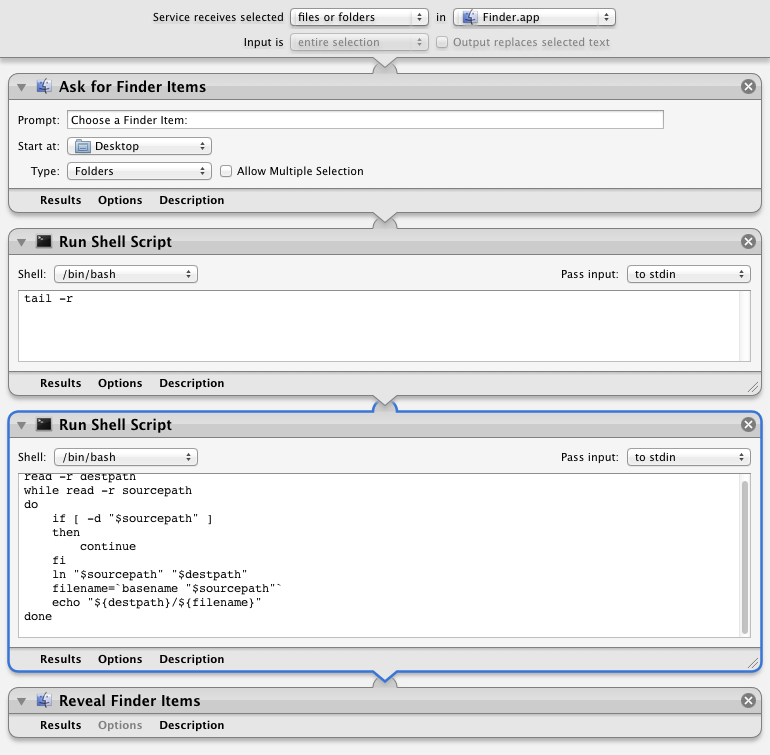 Service receives selected files or folders in Finder.app
Input is entire selection Output replaces selected text
Ask for Finder Items
Prompt: Choose a Finder Item:
Start at: Desktop
Type: Folders Allow Multiple Selection
Results Options Description
Run Shell Script
Shell: /bin/bash Pass input: to stdin
tail -r
Results Options Description
Run Shell Script
Shell: /bin/bash Pass input: to stdin
read -r destpath
while read -r sourcepath
do
    if [ -d "$sourcepath" ]
    then
        continue
    fi
    ln "$sourcepath" "$destpath"
    filename=`basename "$sourcepath"`
    echo "${destpath}/${filename}"
done
Results Options Description
Reveal Finder Items
Results Options Description